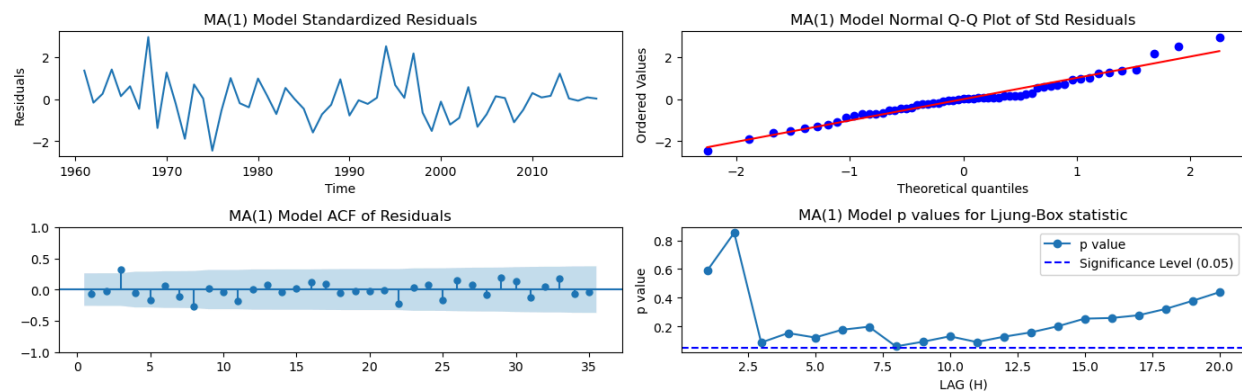 MA(1) Model Standardized Residuals
Residuals
2
0
−2
1960 1970 1980 1990 2000 2010
Time
MA(1) Model Normal Q-Q Plot of Std Residuals
Ordered Values
2
0
−2
−2 −1 0 1 2
Theoretical quantiles
MA(1) Model ACF of Residuals
1.0
0.5
0.0
−0.5
−1.0
0 5 10 15 20 25 30 35
MA(1) Model p values for Ljung-Box statistic
p value
0.8
0.6
0.4
0.2
p value
Significance Level (0.05)
2.5 5.0 7.5 10.0 12.5 15.0 17.5 20.0
LAG (H)